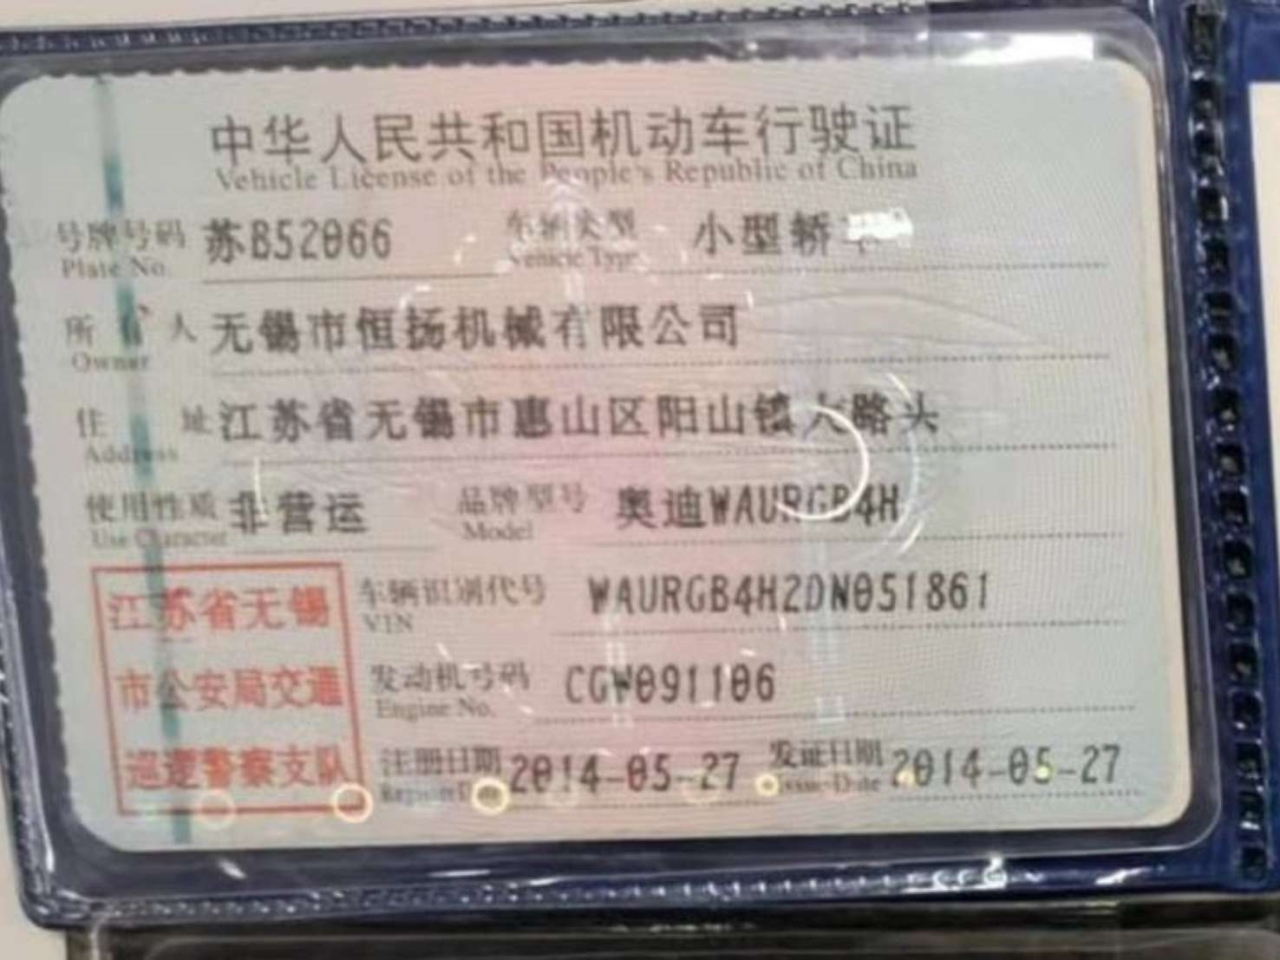 中华人民共和国机动车行驶证
Vehicle License of the People's Republic of China
号牌号码 苏B52066 车辆类型 小型轿车
Plate No. Vehicle Type
所有人 无锡市恒扬机械有限公司
Owner
住址 江苏省无锡市惠山区阳山镇大路头
Address
使用性质 非营运 品牌型号 奥迪WAURGB4H
Use Character Model
江苏省无锡
市公安局交通
巡逻警察支队
车辆识别代号 WAURGB4H2DN051861
VIN
发动机号码 CGW091106
Engine No.
注册日期 2014-05-27 发证日期 2014-05-27
Register Date Issue Date